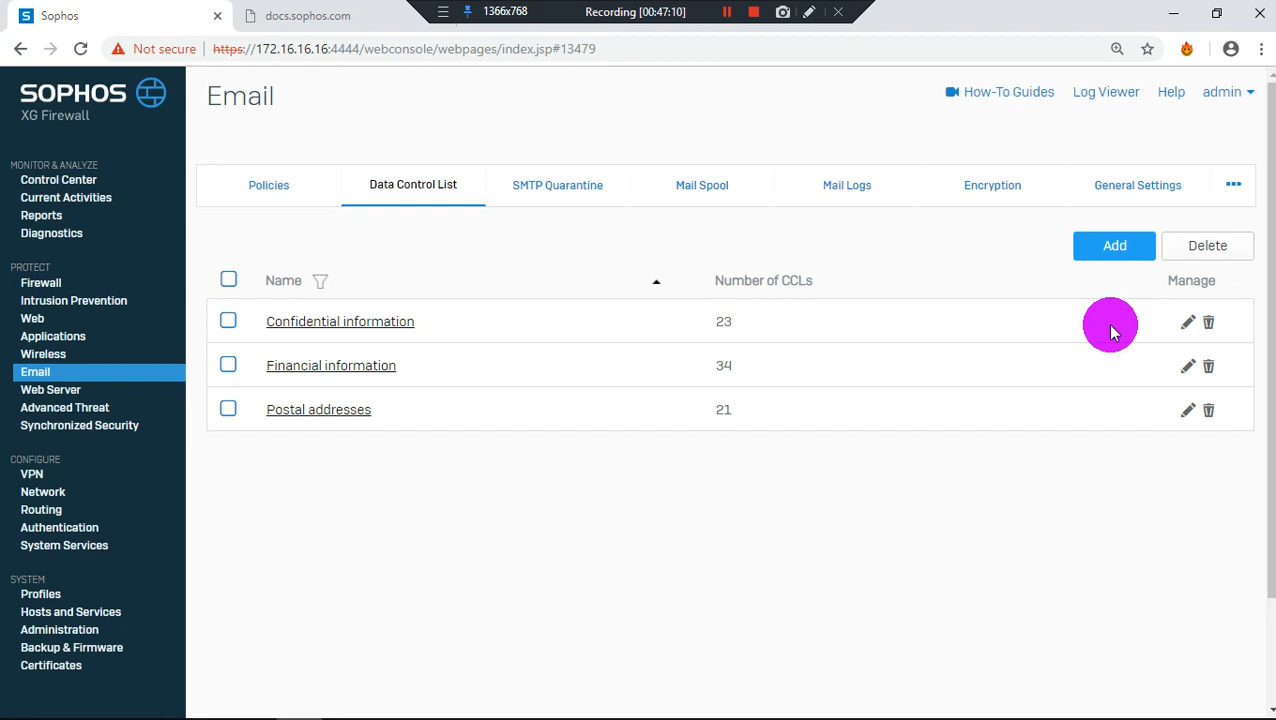 Sophos
docs.sophos.com
1366x768
Recording [00:47:10]
Not secure
https://172.16.16.16:4444/webconsole/webpages/index.jsp#13479
SOPHOS
XG Firewall
MONITOR & ANALYZE
Control Center
Current Activities
Reports
Diagnostics
PROTECT
Firewall
Intrusion Prevention
Web
Applications
Wireless
Email
Web Server
Advanced Threat
Synchronized Security
CONFIGURE
VPN
Network
Routing
Authentication
System Services
SYSTEM
Profiles
Hosts and Services
Administration
Backup & Firmware
Certificates
Email
How-To Guides Log Viewer Help admin
Policies Data Control List SMTP Quarantine Mail Spool Mail Logs Encryption General Settings
Add Delete
Name Number of CCLs Manage
Confidential information 23
Financial information 34
Postal addresses 21